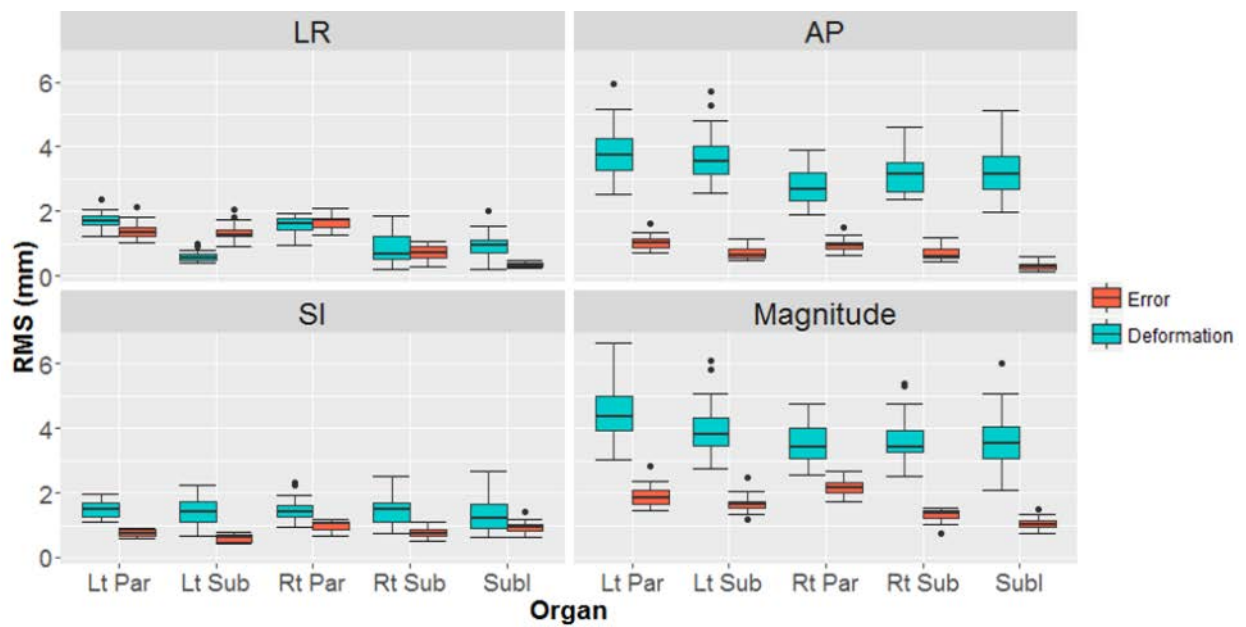 LR
AP
6
4
2
0
SI
Magnitude
6
4
2
0
RMS (mm)
Lt Par
Lt Sub
Rt Par
Rt Sub
Subl
Lt Par
Lt Sub
Rt Par
Rt Sub
Subl
Organ
Error
Deformation